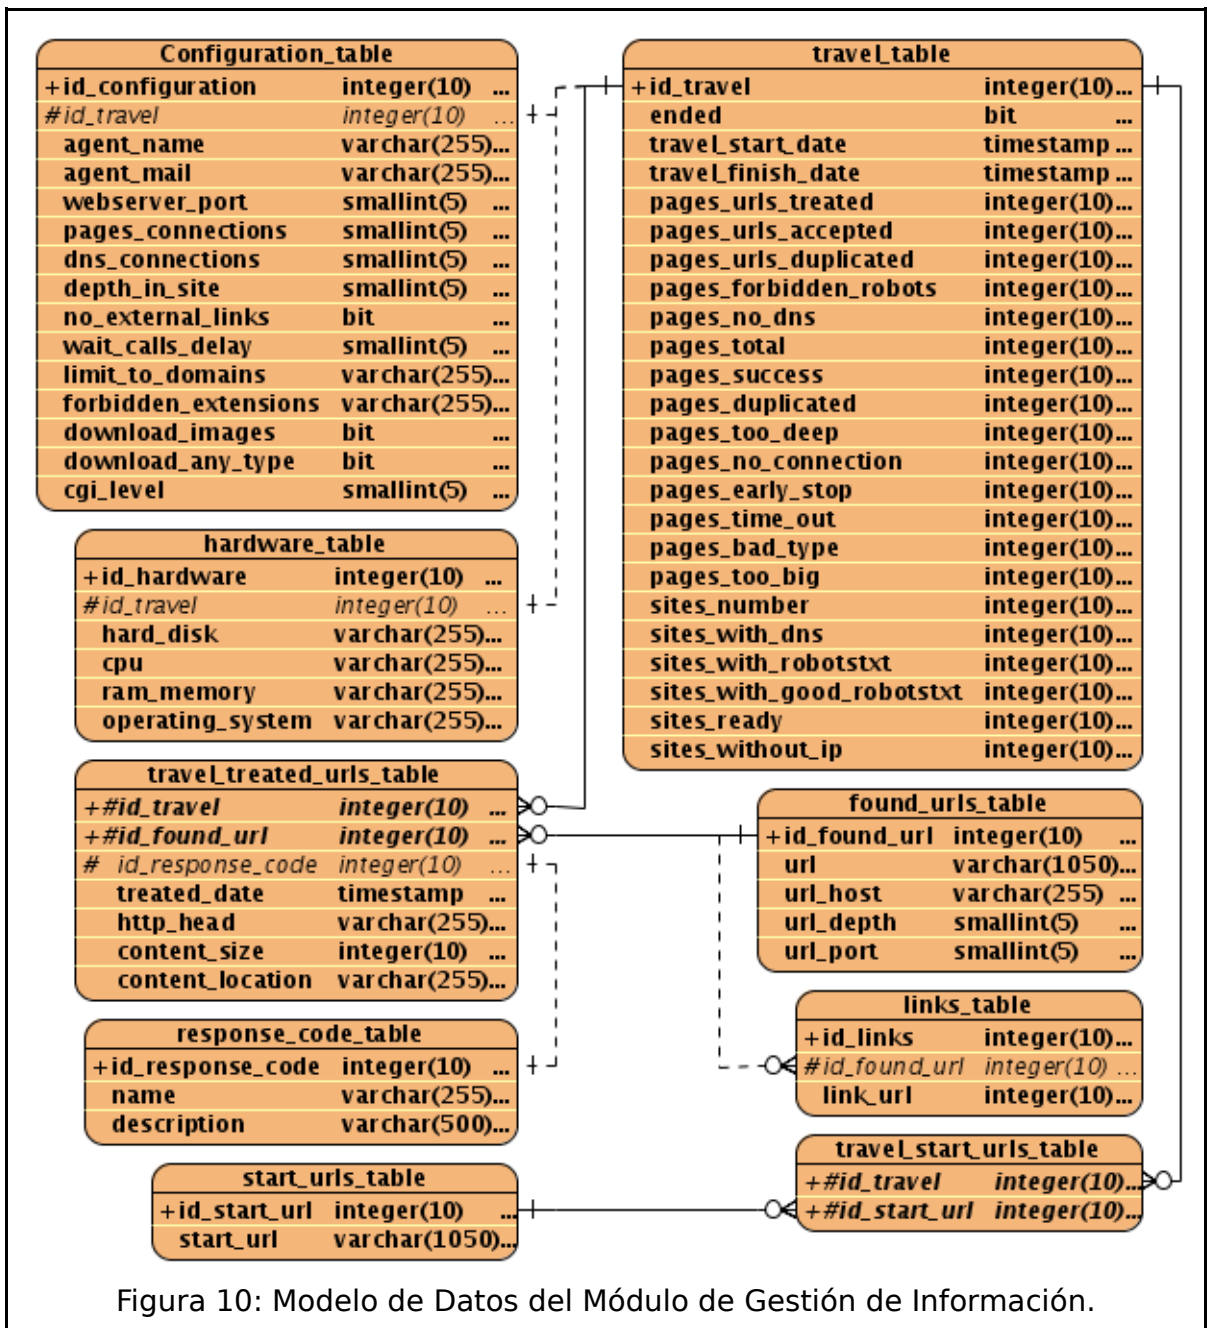 Configuration_table
+id_configuration integer(10) ...
#id_travel integer(10) ...
agent_name varchar(255)...
agent_mail varchar(255)...
webserver_port smallint(5) ...
pages_connections smallint(5) ...
dns_connections smallint(5) ...
depth_in_site smallint(5) ...
no_external_links bit ...
wait_calls_delay smallint(5) ...
limit_to_domains varchar(255)...
forbidden_extensions varchar(255)...
download_images bit ...
download_any_type bit ...
cgi_level smallint(5) ...
hardware_table
+id_hardware integer(10) ...
#id_travel integer(10) ...
hard_disk varchar(255)...
cpu varchar(255)...
ram_memory varchar(255)...
operating_system varchar(255)...
travel_treated_urls_table
+#id_travel integer(10) ...
+#id_found_url integer(10) ...
# id_response_code integer(10) ...
treated_date timestamp ...
http_head varchar(255)...
content_size integer(10) ...
content_location varchar(255)...
response_code_table
+id_response_code integer(10) ...
name varchar(255)...
description varchar(500)...
start_urls_table
+id_start_url integer(10) ...
start_url varchar(1050)...
travel_table
+id_travel integer(10)...
ended bit ...
travel_start_date timestamp ...
travel_finish_date timestamp ...
pages_urls_treated integer(10)...
pages_urls_accepted integer(10)...
pages_urls_duplicated integer(10)...
pages_forbidden_robots integer(10)...
pages_no_dns integer(10)...
pages_total integer(10)...
pages_success integer(10)...
pages_duplicated integer(10)...
pages_too_deep integer(10)...
pages_no_connection integer(10)...
pages_early_stop integer(10)...
pages_time_out integer(10)...
pages_bad_type integer(10)...
pages_too_big integer(10)...
sites_number integer(10)...
sites_with_dns integer(10)...
sites_with_robotstxt integer(10)...
sites_with_good_robotstxt integer(10)...
sites_ready integer(10)...
sites_without_ip integer(10)...
found_urls_table
+id_found_url integer(10) ...
url varchar(1050)...
url_host varchar(255) ...
url_depth smallint(5) ...
url_port smallint(5) ...
links_table
+id_links integer(10)...
#id_found_url integer(10) ...
link_url integer(10)...
travel_start_urls_table
+#id_travel integer(10)...
+#id_start_url integer(10)...
Figura 10: Modelo de Datos del Módulo de Gestión de Información.